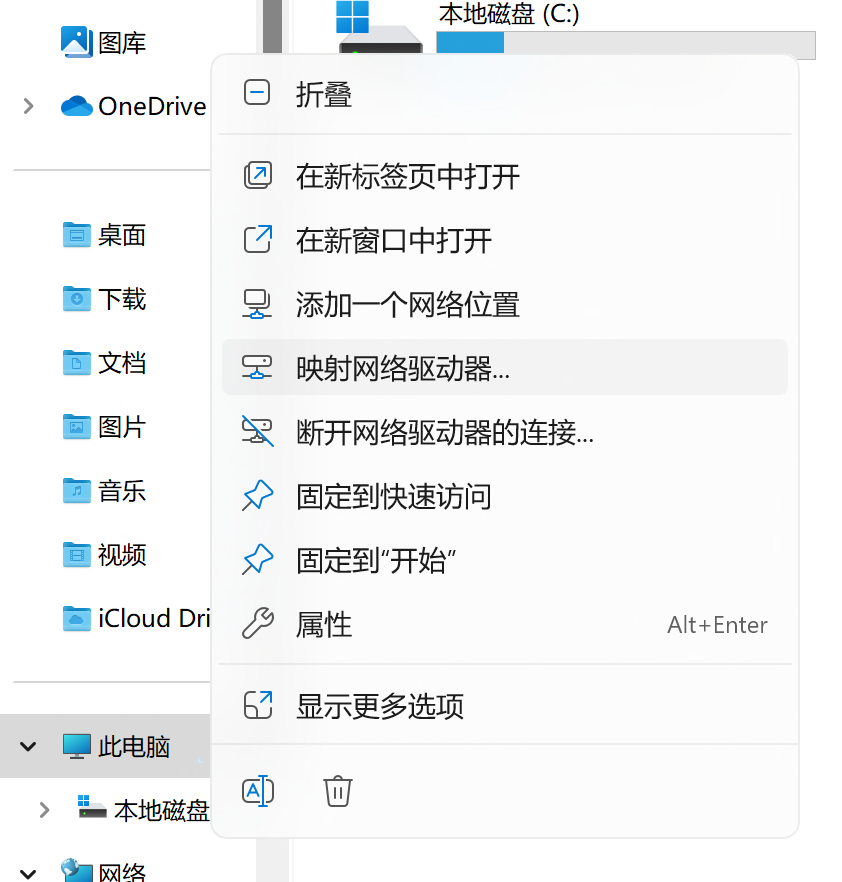 图库
OneDrive
桌面
下载
文档
图片
音乐
视频
iCloud Dri
此电脑
本地磁盘
网络
本地磁盘 (C:)
折叠
在新标签页中打开
在新窗口中打开
添加一个网络位置
映射网络驱动器...
断开网络驱动器的连接...
固定到快速访问
固定到“开始”
属性 Alt+Enter
显示更多选项